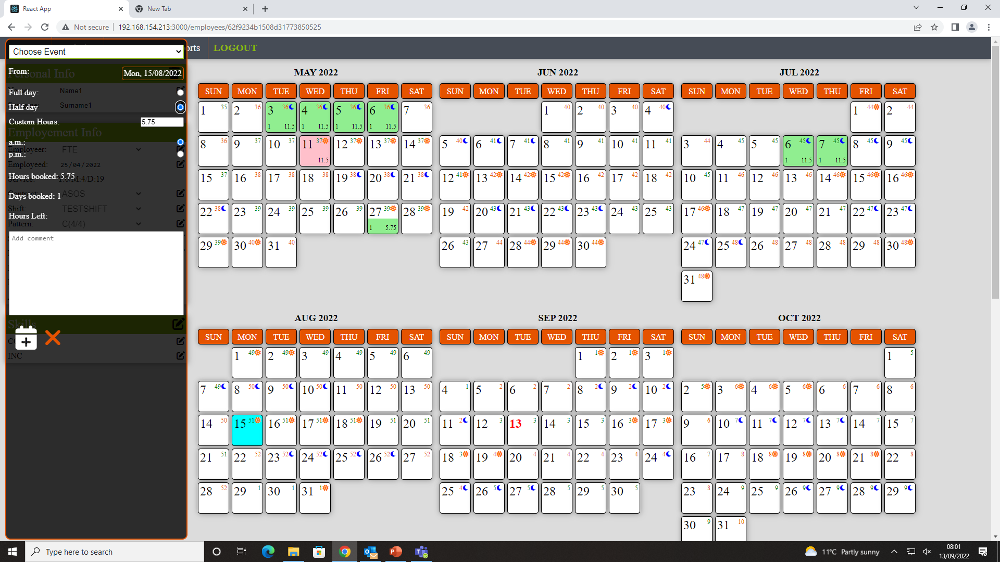 React App
New Tab
Not secure
192.168.154.213:3000/employees/62f9234b1508d31773850525
Choose Event
orts
LOGOUT
From:
Mon, 15/08/2022
Personal Info
Full day:
Name1
Half day
Surname1
Custom Hours:
5.75
Employement Info
a.m.:
Employeer:
FTE
p.m.:
Employeed:
25/04/2022
Hours booked: 5.75
M:4/D:19
Days booked: 1
ASOS
Shift:
TESTSHIFT
Hours Left:
Pattern:
C(4/4)
Add comment
Skills
INC
MAY 2022
SUN MON TUE WED THU FRI SAT
1 35 2 36 3 36 1 11.5 4 36 1 11.5 5 36 1 11.5 6 36 1 11.5 7 36
8 36 9 37 10 37 11 37 11.5 12 37 13 37 14 37
15 37 16 38 17 38 18 38 19 38 20 38 21 38
22 38 23 39 24 39 25 39 26 39 27 39 1 5.75 28 39
29 39 30 40 31 40
JUN 2022
SUN MON TUE WED THU FRI SAT
1 40 2 40 3 40 4 40
5 40 6 41 7 41 8 41 9 41 10 41 11 41
12 41 13 42 14 42 15 42 16 42 17 42 18 42
19 42 20 43 21 43 22 43 23 43 24 43 25 43
26 43 27 44 28 44 29 44 30 44
JUL 2022
SUN MON TUE WED THU FRI SAT
1 44 2 44
3 44 4 45 5 45 6 45 1 11.5 7 45 1 11.5 8 45 9 45
10 45 11 46 12 46 13 46 14 46 15 46 16 46
17 46 18 47 19 47 20 47 21 47 22 47 23 47
24 47 25 48 26 48 27 48 28 48 29 48 30 48
31 48
AUG 2022
SUN MON TUE WED THU FRI SAT
1 49 2 49 3 49 4 49 5 49 6 49
7 49 8 50 9 50 10 50 11 50 12 50 13 50
14 50 15 51 16 51 17 51 18 51 19 51 20 51
21 51 22 52 23 52 24 52 25 52 26 52 27 52
28 52 29 1 30 1 31 1
SEP 2022
SUN MON TUE WED THU FRI SAT
1 1 2 1 3 1
4 1 5 2 6 2 7 2 8 2 9 2 10 2
11 2 12 3 13 3 14 3 15 3 16 3 17 3
18 3 19 4 20 4 21 4 22 4 23 4 24 4
25 4 26 5 27 5 28 5 29 5 30 5
OCT 2022
SUN MON TUE WED THU FRI SAT
1 5
2 5 3 6 4 6 5 6 6 6 7 6 8 6
9 6 10 7 11 7 12 7 13 7 14 7 15 7
16 7 17 8 18 8 19 8 20 8 21 8 22 8
23 8 24 9 25 9 26 9 27 9 28 9 29 9
30 9 31 10
Type here to search
11°C Partly sunny
08:01
13/09/2022